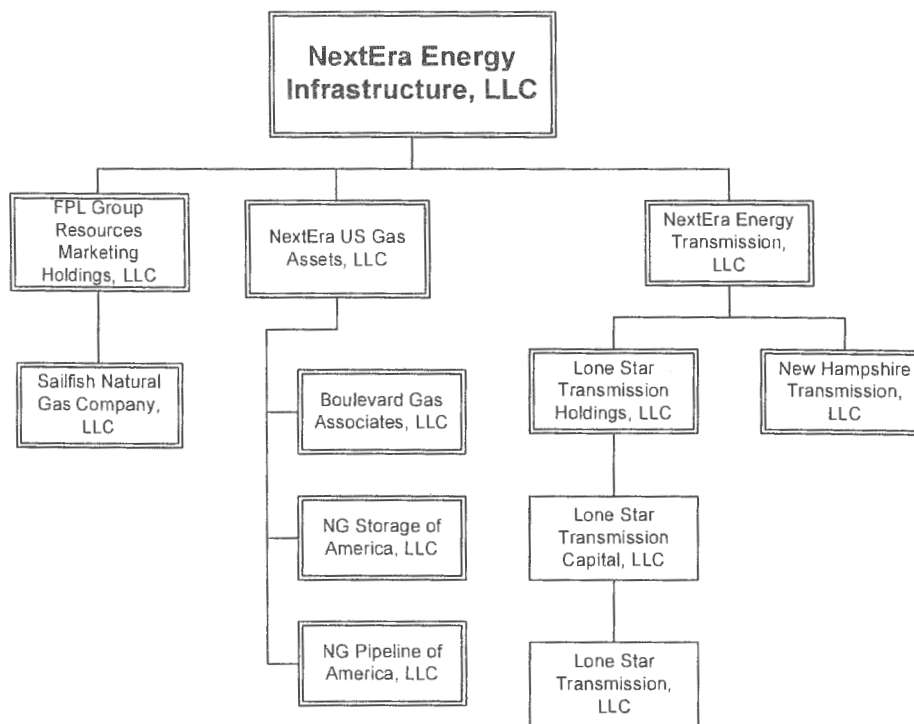 NextEra Energy
Infrastructure, LLC
FPL Group
Resources
Marketing
Holdings, LLC
NextEra US Gas
Assets, LLC
NextEra Energy
Transmission,
LLC
Sailfish Natural
Gas Company,
LLC
Boulevard Gas
Associates, LLC
NG Storage of
America, LLC
NG Pipeline of
America, LLC
Lone Star
Transmission
Holdings, LLC
New Hampshire
Transmission,
LLC
Lone Star
Transmission
Capital, LLC
Lone Star
Transmission,
LLC